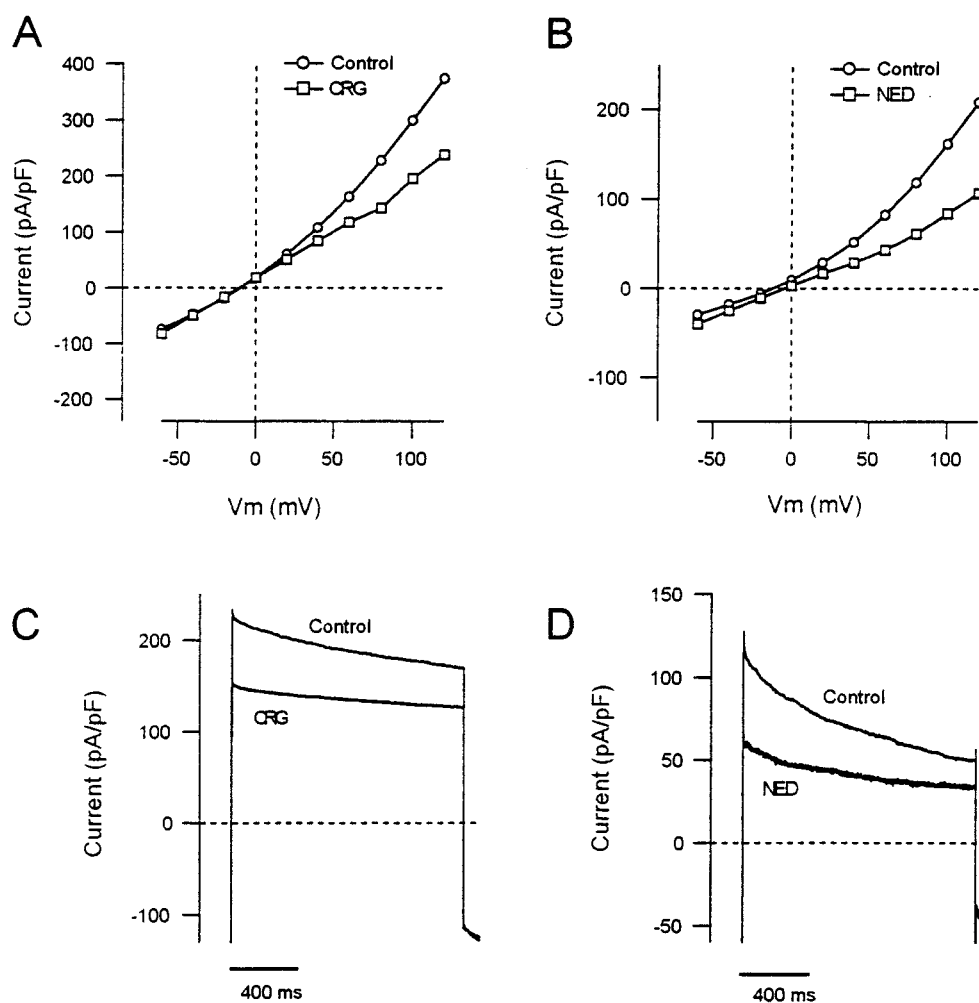 A
Control
CRG
400
300
200
100
0
-100
-200
Current (pA/pF)
-50
0
50
100
Vm (mV)
B
Control
NED
200
100
0
-100
Current (pA/pF)
-50
0
50
100
Vm (mV)
C
Control
CRG
200
100
0
-100
Current (pA/pF)
400 ms
D
Control
NED
150
100
50
0
-50
Current (pA/pF)
400 ms